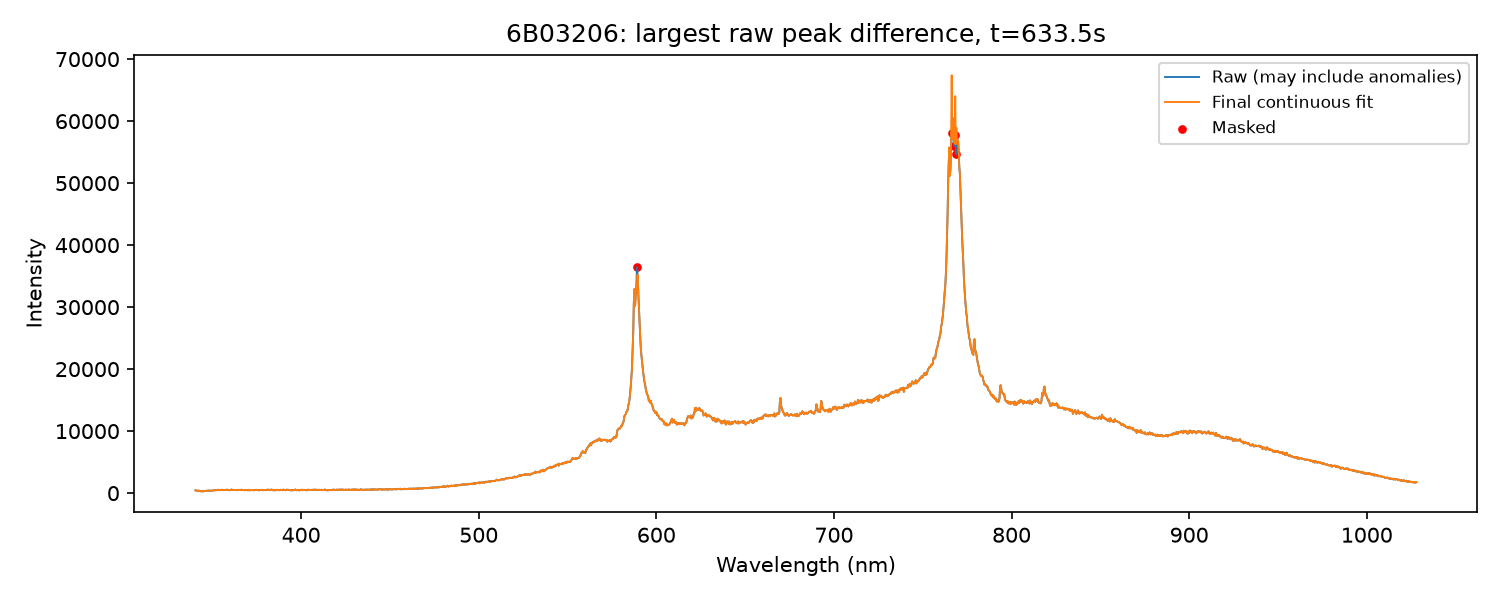 6B03206: largest raw peak difference, t=633.5s
70000
60000
50000
40000
30000
20000
10000
0
Intensity
Raw (may include anomalies)
Final continuous fit
Masked
400 500 600 700 800 900 1000
Wavelength (nm)